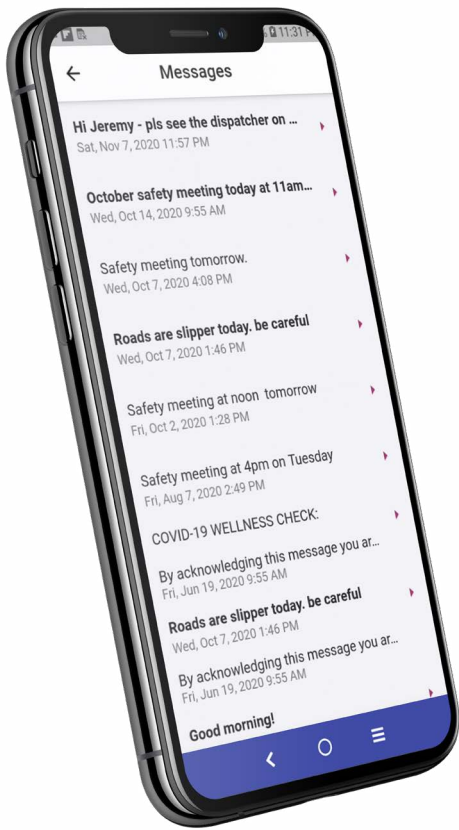 11:31 P
Messages
Hi Jeremy - pls see the dispatcher on ...
Sat, Nov 7, 2020 11:57 PM
October safety meeting today at 11am...
Wed, Oct 14, 2020 9:55 AM
Safety meeting tomorrow.
Wed, Oct 7, 2020 4:08 PM
Roads are slipper today. be careful
Wed, Oct 7, 2020 1:46 PM
Safety meeting at noon tomorrow
Fri, Oct 2, 2020 1:28 PM
Safety meeting at 4pm on Tuesday
Fri, Aug 7, 2020 2:49 PM
COVID-19 WELLNESS CHECK:
By acknowledging this message you ar...
Fri, Jun 19, 2020 9:55 AM
Roads are slipper today. be careful
Wed, Oct 7, 2020 1:46 PM
By acknowledging this message you ar...
Fri, Jun 19, 2020 9:55 AM
Good morning!